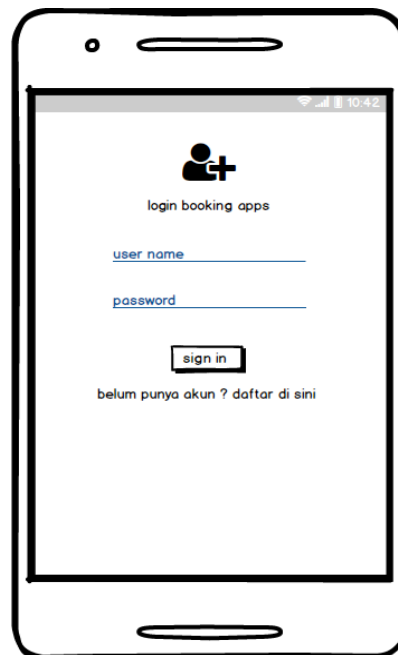 10:42
login booking apps
user name
password
sign in
belum punya akun ? daftar di sini